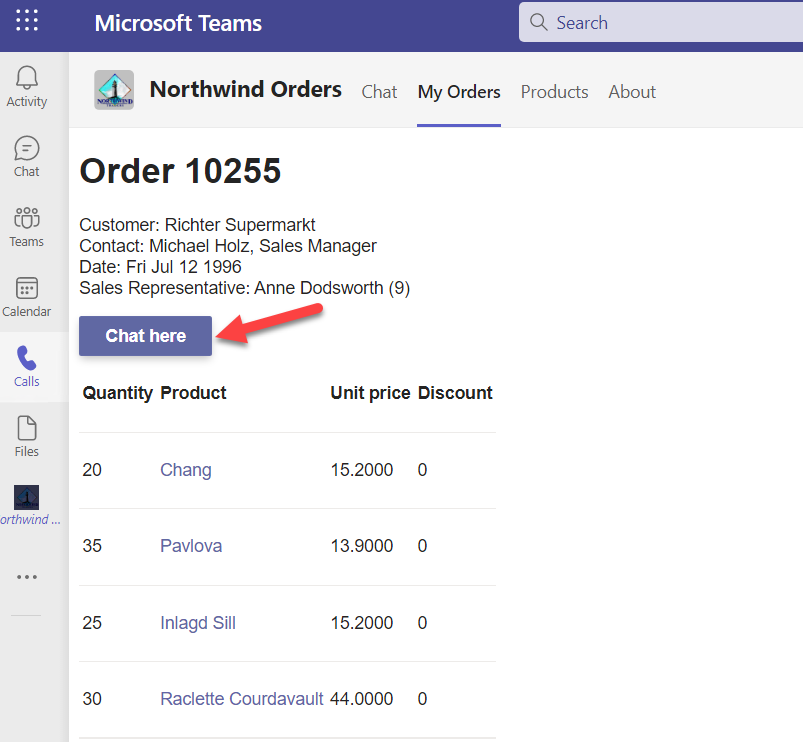 Microsoft Teams
Search
Activity
Chat
Teams
Calendar
Calls
Files
orthwind ...
NORTHWIND
Northwind Orders
Chat
My Orders
Products
About
Order 10255
Customer: Richter Supermarkt
Contact: Michael Holz, Sales Manager
Date: Fri Jul 12 1996
Sales Representative: Anne Dodsworth (9)
Chat here
Quantity Product Unit price Discount
20 Chang 15.2000 0
35 Pavlova 13.9000 0
25 Inlagd Sill 15.2000 0
30 Raclette Courdavault 44.0000 0